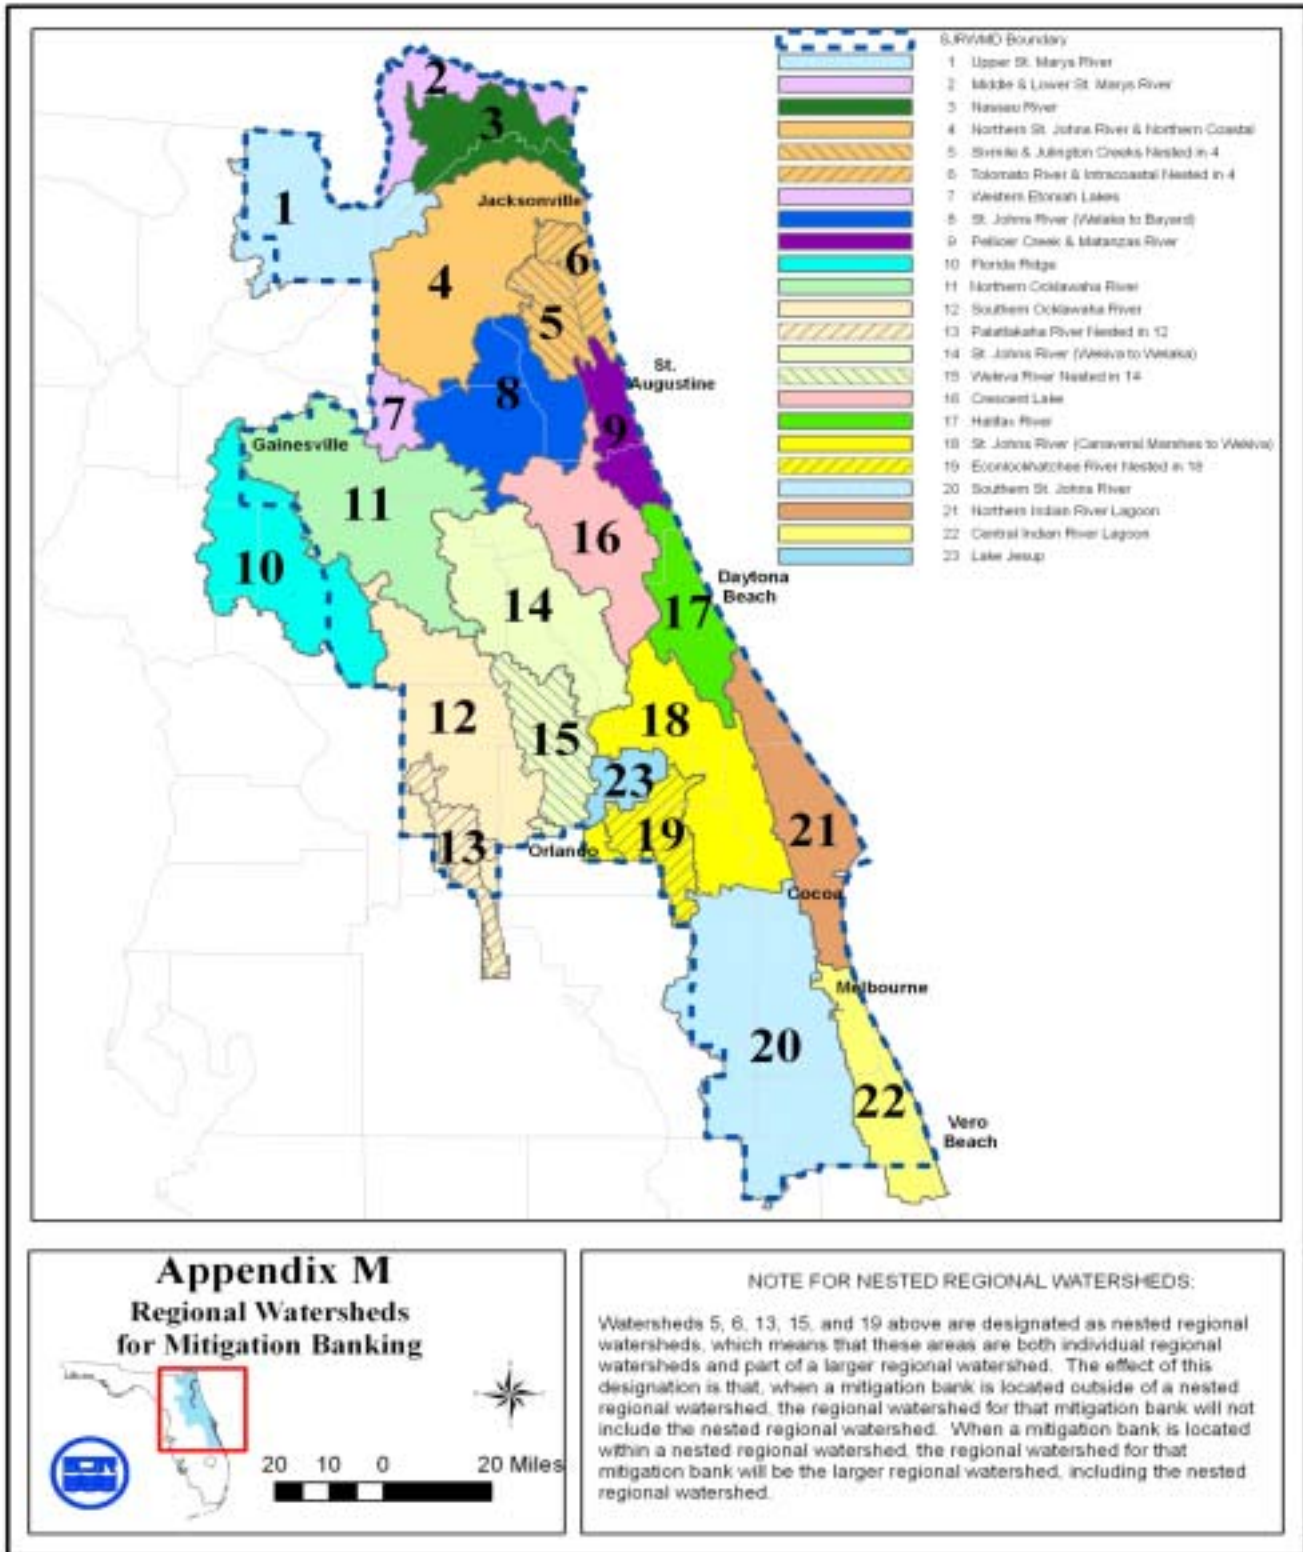 SJRWMD Boundary
1 Upper St. Marys River
2 Middle & Lower St. Marys River
3 Nassau River
4 Northern St. Johns River & Northern Coastal
5 Sixmile & Julington Creeks Nested in 4
6 Tolomato River & Intracoastal Nested in 4
7 Western Etoniah Lakes
8 St. Johns River (Welaka to Bayard)
9 Pellicer Creek & Matanzas River
10 Florida Ridge
11 Northern Ocklawaha River
12 Southern Ocklawaha River
13 Palatlakaha River Nested in 12
14 St. Johns River (Wekiva to Welaka)
15 Wekiva River Nested in 14
16 Crescent Lake
17 Halifax River
18 St. Johns River (Canaveral Marshes to Wekiva)
19 Econlockhatchee River Nested in 18
20 Southern St. Johns River
21 Northern Indian River Lagoon
22 Central Indian River Lagoon
23 Lake Jesup
2
3
1
Jacksonville
6
4
5
St.
Augustine
8
7
9
Gainesville
11
16
10
Daytona
Beach
14
17
12
18
15
23
21
19
13
Orlando
Cocoa
Melbourne
20
22
Vero
Beach
Appendix M
Regional Watersheds
for Mitigation Banking
20 10 0 20 Miles
NOTE FOR NESTED REGIONAL WATERSHEDS:
Watersheds 5, 6, 13, 15, and 19 above are designated as nested regional
watersheds, which means that these areas are both individual regional
watersheds and part of a larger regional watershed. The effect of this
designation is that, when a mitigation bank is located outside of a nested
regional watershed, the regional watershed for that mitigation bank will not
include the nested regional watershed. When a mitigation bank is located
within a nested regional watershed, the regional watershed for that
mitigation bank will be the larger regional watershed, including the nested
regional watershed.